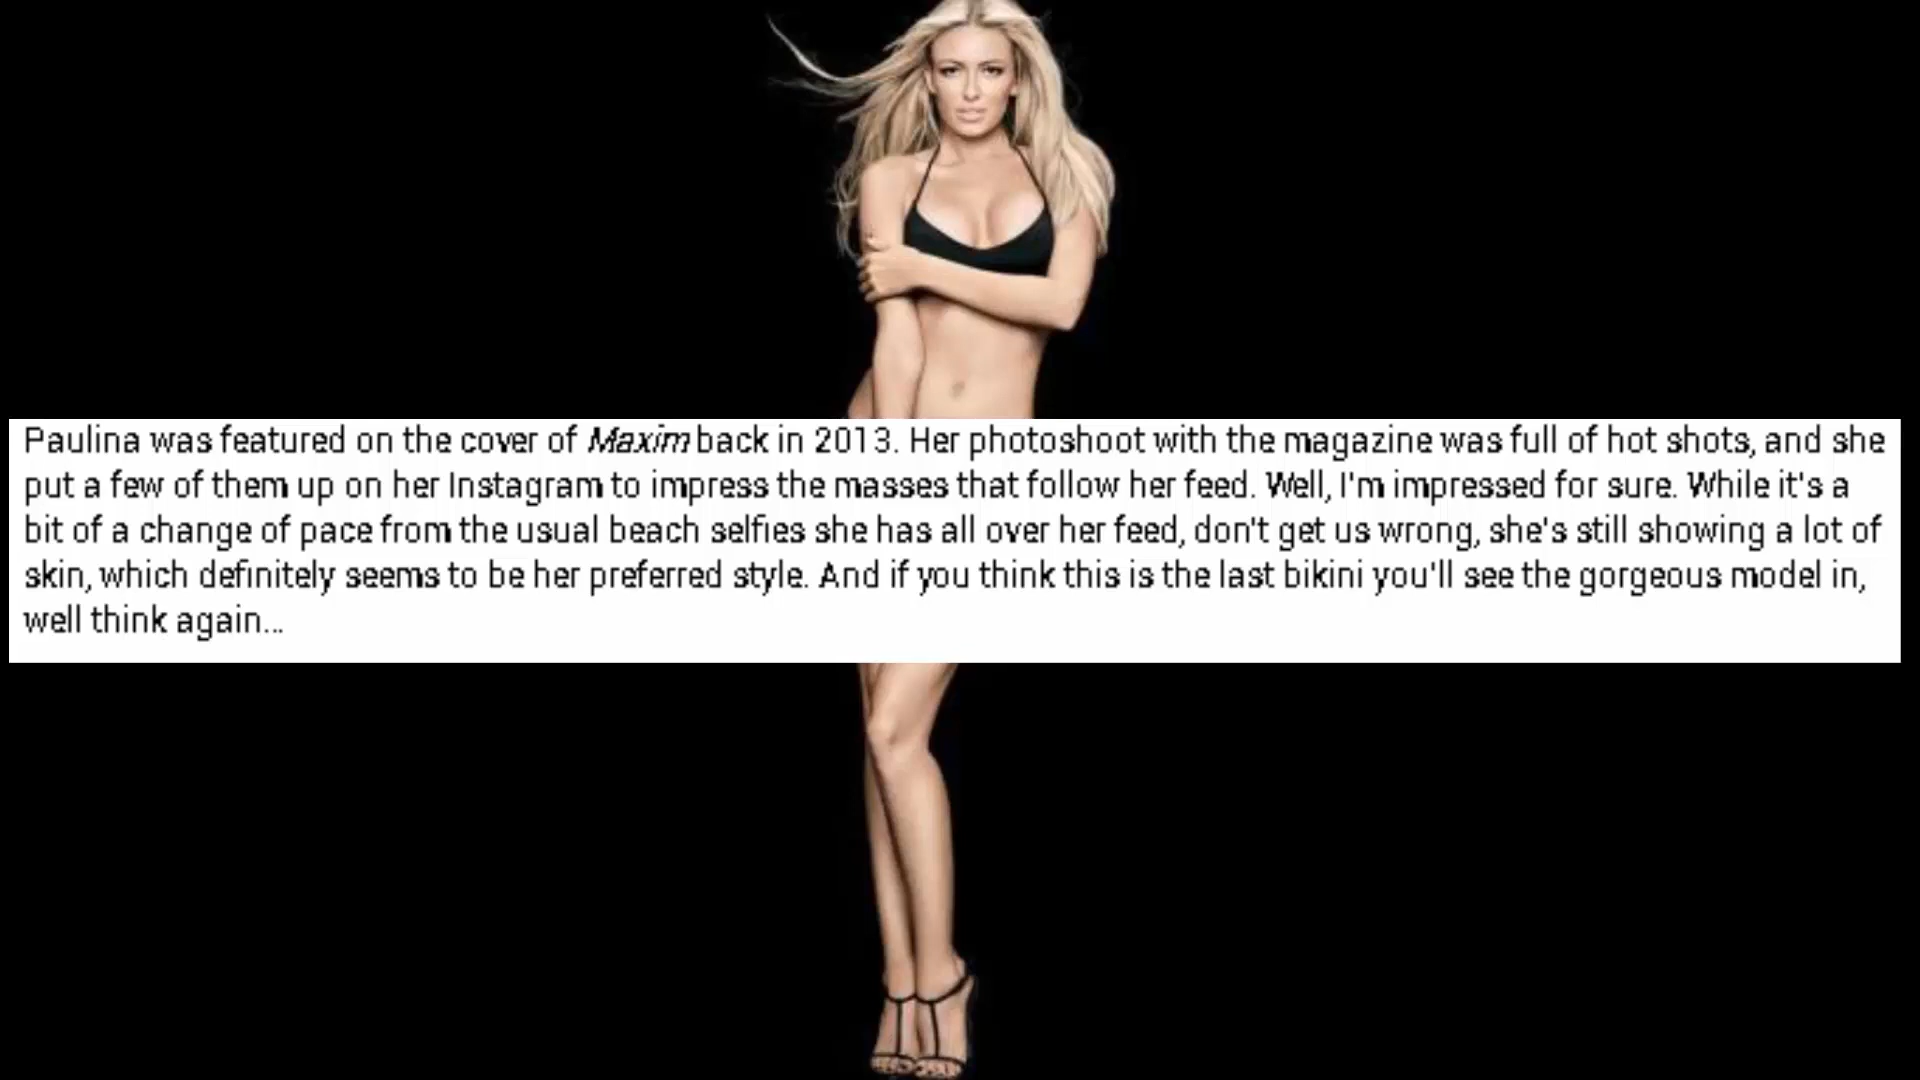 Paulina was featured on the cover of Maxim back in 2013. Her photoshoot with the magazine was full of hot shots, and she
put a few of them up on her Instagram to impress the masses that follow her feed. Well, I'm impressed for sure. While it's a
bit of a change of pace from the usual beach selfies she has all over her feed, don't get us wrong, she's still showing a lot of
skin, which definitely seems to be her preferred style. And if you think this is the last bikini you'll see the gorgeous model in,
well think again...